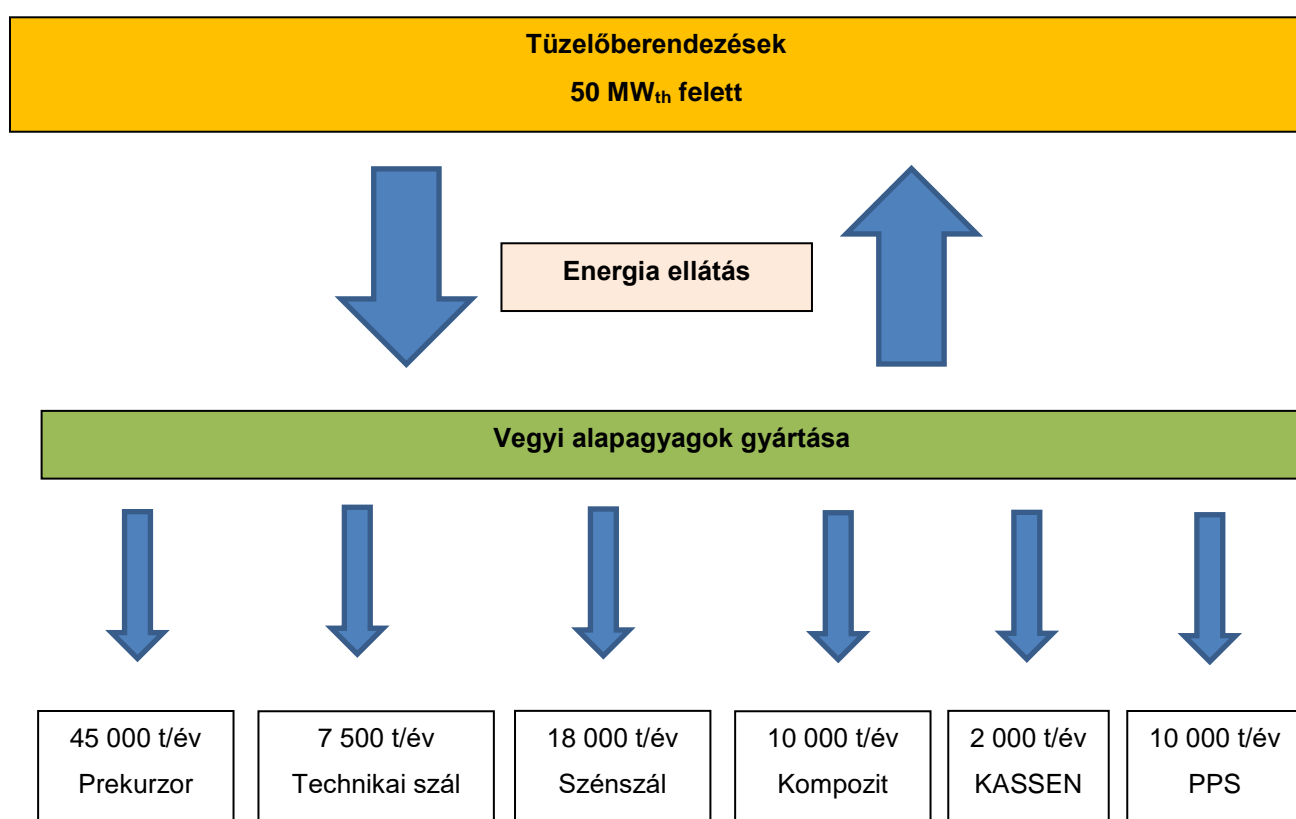 Tüzelőberendezések
50 MWth felett
Energia ellátás
Vegyi alapagyagok gyártása
45 000 t/év
Prekurzor
7 500 t/év
Technikai szál
18 000 t/év
Szénszál
10 000 t/év
Kompozit
2 000 t/év
KASSEN
10 000 t/év
PPS